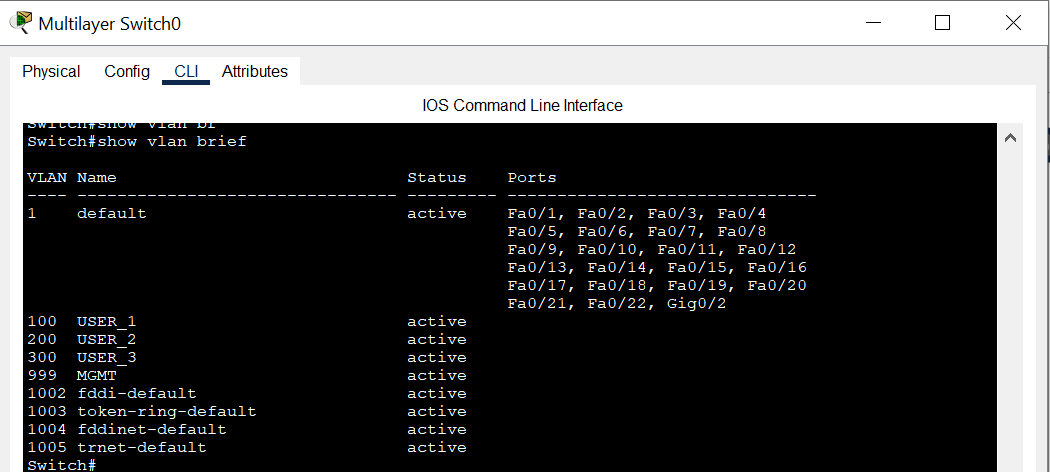 Multilayer Switch0
Physical Config CLI Attributes
IOS Command Line Interface
Switch#show vlan br
Switch#show vlan brief
VLAN Name Status Ports
---- -------------------------------- --------- -------------------------------
1 default active Fa0/1, Fa0/2, Fa0/3, Fa0/4
Fa0/5, Fa0/6, Fa0/7, Fa0/8
Fa0/9, Fa0/10, Fa0/11, Fa0/12
Fa0/13, Fa0/14, Fa0/15, Fa0/16
Fa0/17, Fa0/18, Fa0/19, Fa0/20
Fa0/21, Fa0/22, Gig0/2
100 USER_1 active
200 USER_2 active
300 USER_3 active
999 MGMT active
1002 fddi-default active
1003 token-ring-default active
1004 fddinet-default active
1005 trnet-default active
Switch#